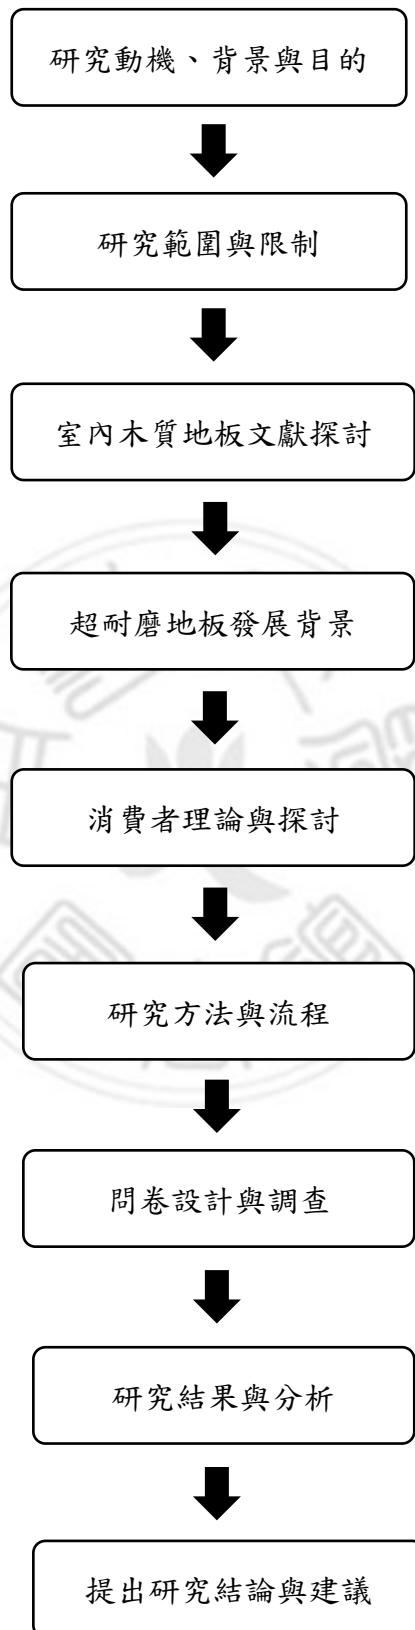 研究動機、背景與目的
研究範圍與限制
室內木質地板文獻探討
超耐磨地板發展背景
消費者理論與探討
研究方法與流程
問卷設計與調查
研究結果與分析
提出研究結論與建議